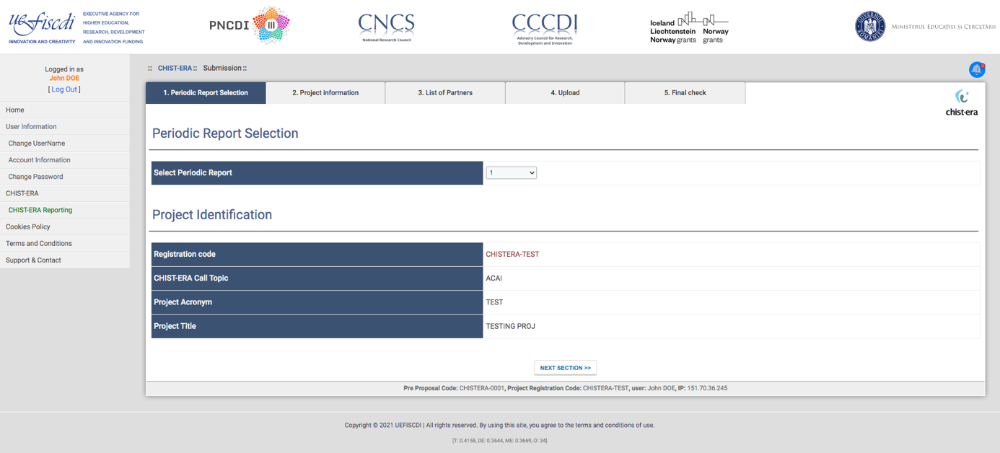 uefiscdi
INNOVATION AND CREATIVITY
EXECUTIVE AGENCY FOR
HIGHER EDUCATION,
RESEARCH, DEVELOPMENT
AND INNOVATION FUNDING
PNCDI III
CNCS
National Research Council
CCCDI
Advisory Council for Research,
Development and Innovation
Iceland
Liechtenstein
Norway grants
Norway
grants
GUVERNUL ROMÂNIEI
Ministerul Educației și Cercetării
Logged in as
John DOE
[ Log Out ]
Home
User Information
Change UserName
Account Information
Change Password
CHIST-ERA
CHIST-ERA Reporting
Cookies Policy
Terms and Conditions
Support & Contact
:: CHIST-ERA :: Submission ::
1. Periodic Report Selection
2. Project information
3. List of Partners
4. Upload
5. Final check
chist-era
Periodic Report Selection
Select Periodic Report
1
Project Identification
Registration code
CHISTERA-TEST
CHIST-ERA Call Topic
ACAI
Project Acronym
TEST
Project Title
TESTING PROJ
NEXT SECTION >>
Pre Proposal Code: CHISTERA-0001, Project Registration Code: CHISTERA-TEST, user: John DOE, IP: 151.70.36.245
Copyright © 2021 UEFISCDI | All rights reserved. By using this site, you agree to the terms and conditions of use.
[T: 0.4158, DE: 0.3644, ME: 0.3669, O: 34]